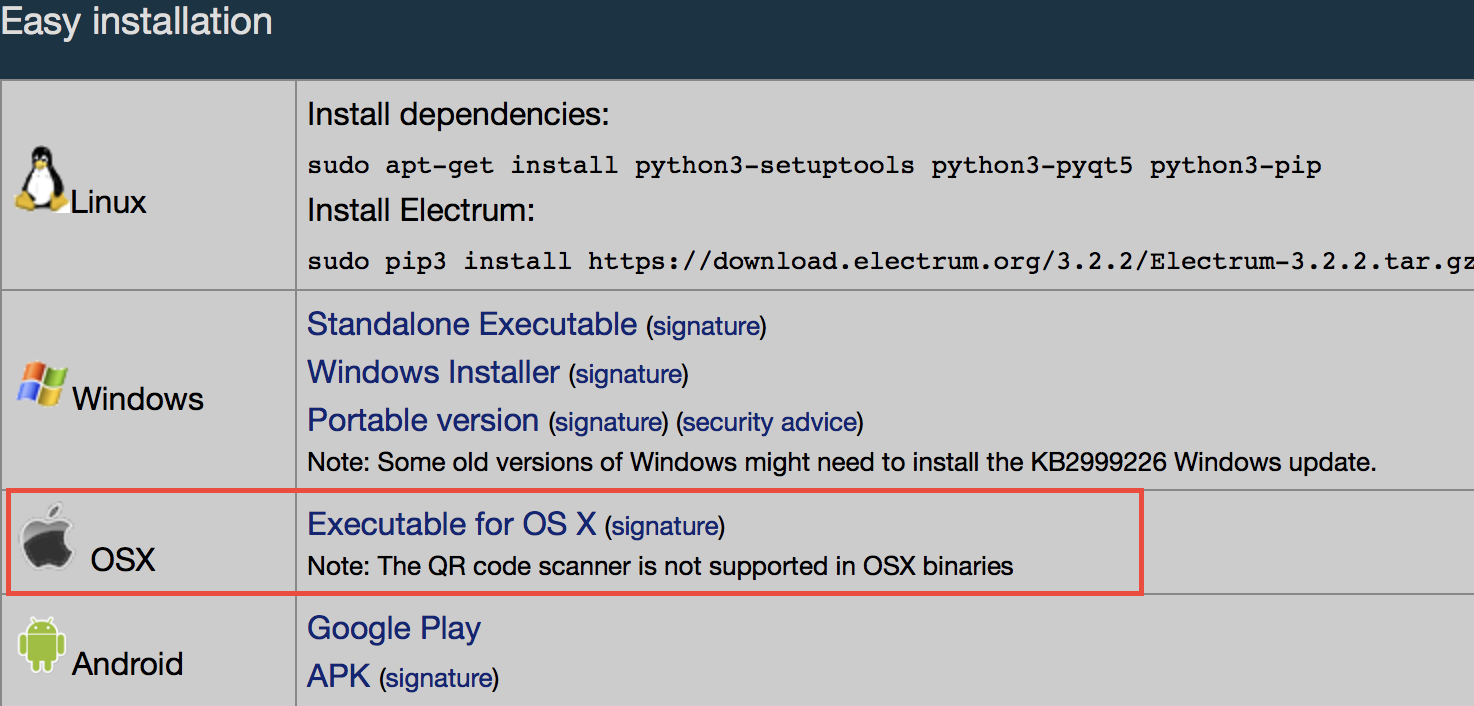 Easy installation
Linux
Install dependencies:
sudo apt-get install python3-setuptools python3-pyqt5 python3-pip
Install Electrum:
sudo pip3 install https://download.electrum.org/3.2.2/Electrum-3.2.2.tar.gz
Windows
Standalone Executable (signature)
Windows Installer (signature)
Portable version (signature) (security advice)
Note: Some old versions of Windows might need to install the KB2999226 Windows update.
OSX
Executable for OS X (signature)
Note: The QR code scanner is not supported in OSX binaries
Android
Google Play
APK (signature)